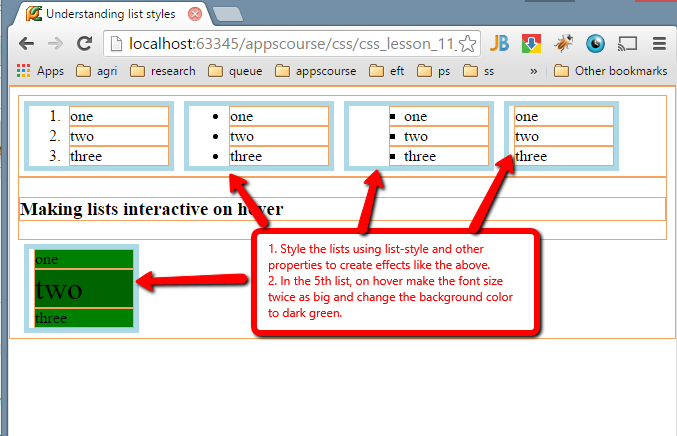 Understanding list styles
localhost:63345/appscourse/css/css_lesson_11.
JB
Apps agri research queue appscourse eft ps ss » Other bookmarks
1. one
2. two
3. three
• one
• two
• three
▪ one
▪ two
▪ three
one
two
three
Making lists interactive on hover
one
two
three
1. Style the lists using list-style and other
properties to create effects like the above.
2. In the 5th list, on hover make the font size
twice as big and change the background color
to dark green.